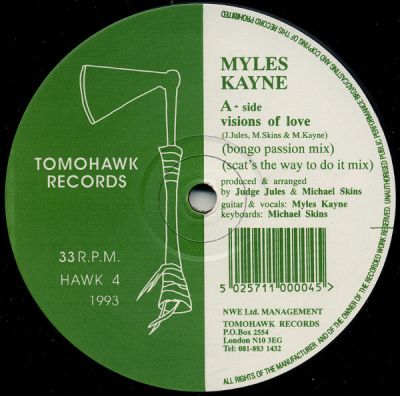 TOMOHAWK
RECORDS
33 R.P.M.
HAWK 4
1993
MYLES
KAYNE
A - side
visions of love
(J.Jules, M.Skins & M.Kayne)
(bongo passion mix)
(scat's the way to do it mix)
produced & arranged
by Judge Jules & Michael Skins
guitar & vocals: Myles Kayne
keyboards: Michael Skins
5 025711 000045
NWE Ltd. MANAGEMENT
TOMOHAWK RECORDS
P.O.Box 2554
London N10 3EG
Tel: 081-883 1432
ALL RIGHTS OF THE MANUFACTURER AND OF THE OWNER OF THE RECORDED WORK RESERVED. UNAUTHORISED PUBLIC PERFORMANCE BROADCASTING AND COPYING OF THIS RECORD PROHIBITED